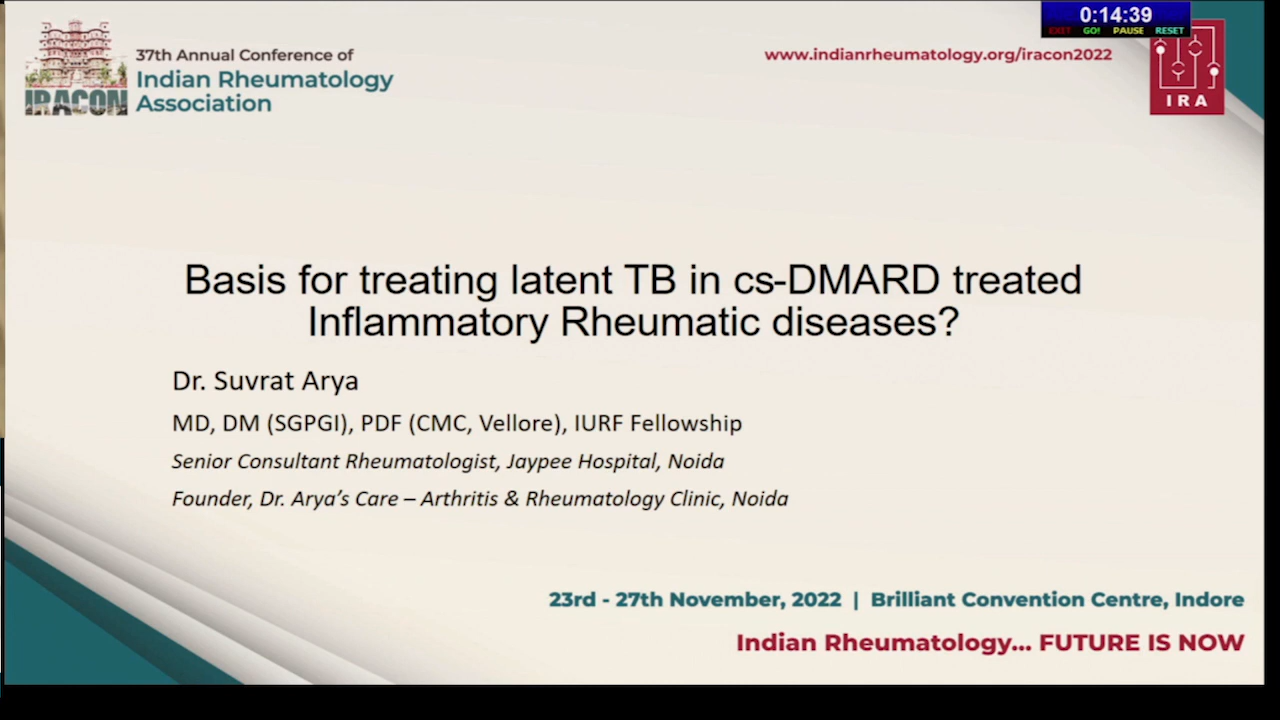 0:14:39
EXIT GO! PAUSE RESET
37th Annual Conference of
Indian Rheumatology
Association
IRACON
www.indianrheumatology.org/iracon2022
IRA
Basis for treating latent TB in cs-DMARD treated
Inflammatory Rheumatic diseases?
Dr. Suvrat Arya
MD, DM (SGPGI), PDF (CMC, Vellore), IURF Fellowship
Senior Consultant Rheumatologist, Jaypee Hospital, Noida
Founder, Dr. Arya's Care – Arthritis & Rheumatology Clinic, Noida
23rd - 27th November, 2022 | Brilliant Convention Centre, Indore
Indian Rheumatology... FUTURE IS NOW